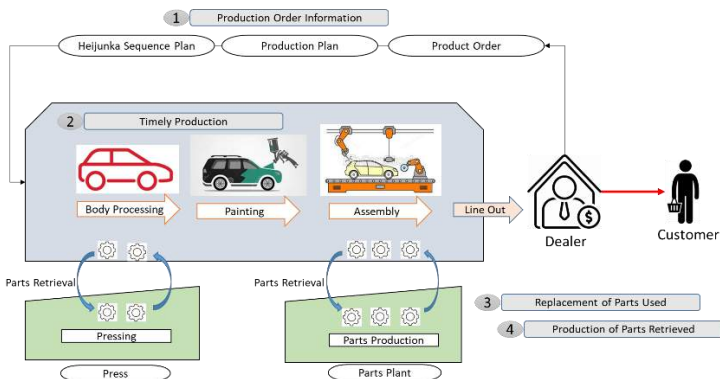 1 Production Order Information
Heijunka Sequence Plan
Production Plan
Product Order
2 Timely Production
Body Processing
Painting
Assembly
Line Out
$
Dealer
Customer
Parts Retrieval
Parts Retrieval
3 Replacement of Parts Used
4 Production of Parts Retrieved
Pressing
Parts Production
Press
Parts Plant